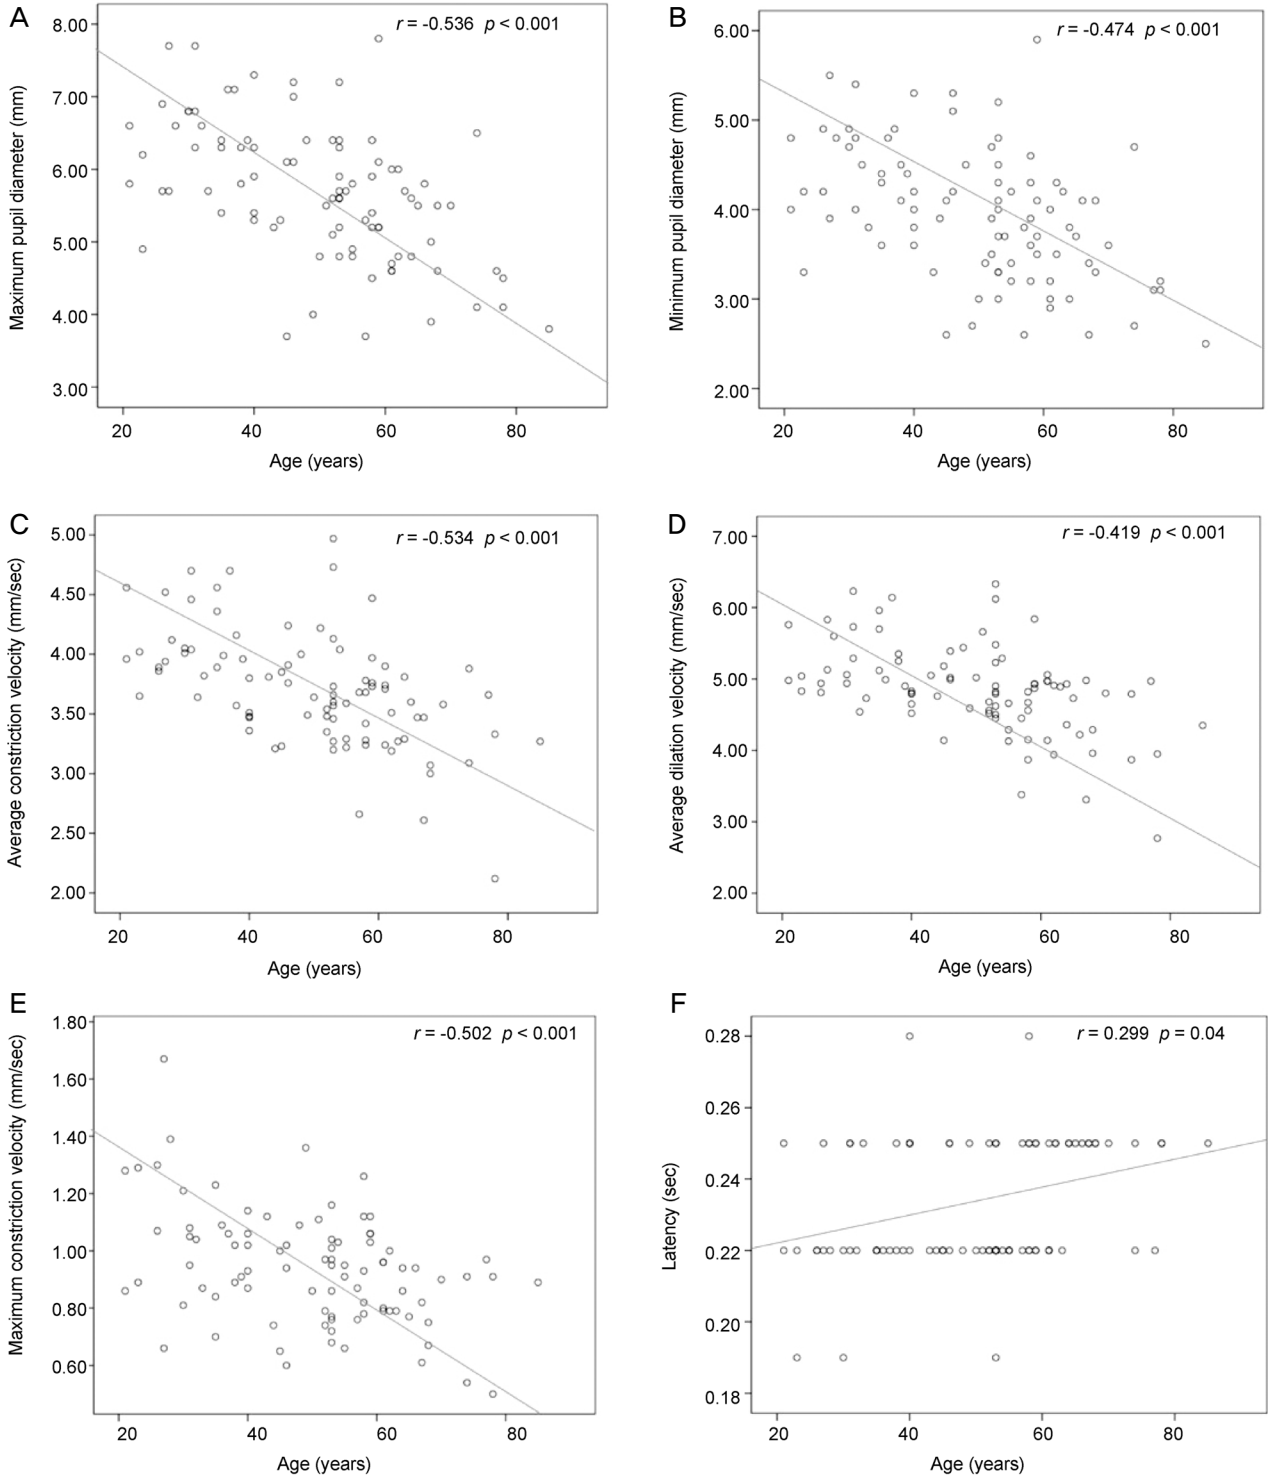 A
r = -0.536 p < 0.001
Maximum pupil diameter (mm)
8.00
7.00
6.00
5.00
4.00
3.00
20 40 60 80
Age (years)
B
r = -0.474 p < 0.001
Minimum pupil diameter (mm)
6.00
5.00
4.00
3.00
2.00
20 40 60 80
Age (years)
C
r = -0.534 p < 0.001
Average constriction velocity (mm/sec)
5.00
4.50
4.00
3.50
3.00
2.50
2.00
20 40 60 80
Age (years)
D
r = -0.419 p < 0.001
Average dilation velocity (mm/sec)
7.00
6.00
5.00
4.00
3.00
2.00
20 40 60 80
Age (years)
E
r = -0.502 p < 0.001
Maximum constriction velocity (mm/sec)
1.80
1.60
1.40
1.20
1.00
0.80
0.60
20 40 60 80
Age (years)
F
r = 0.299 p = 0.04
Latency (sec)
0.28
0.26
0.24
0.22
0.20
0.18
20 40 60 80
Age (years)